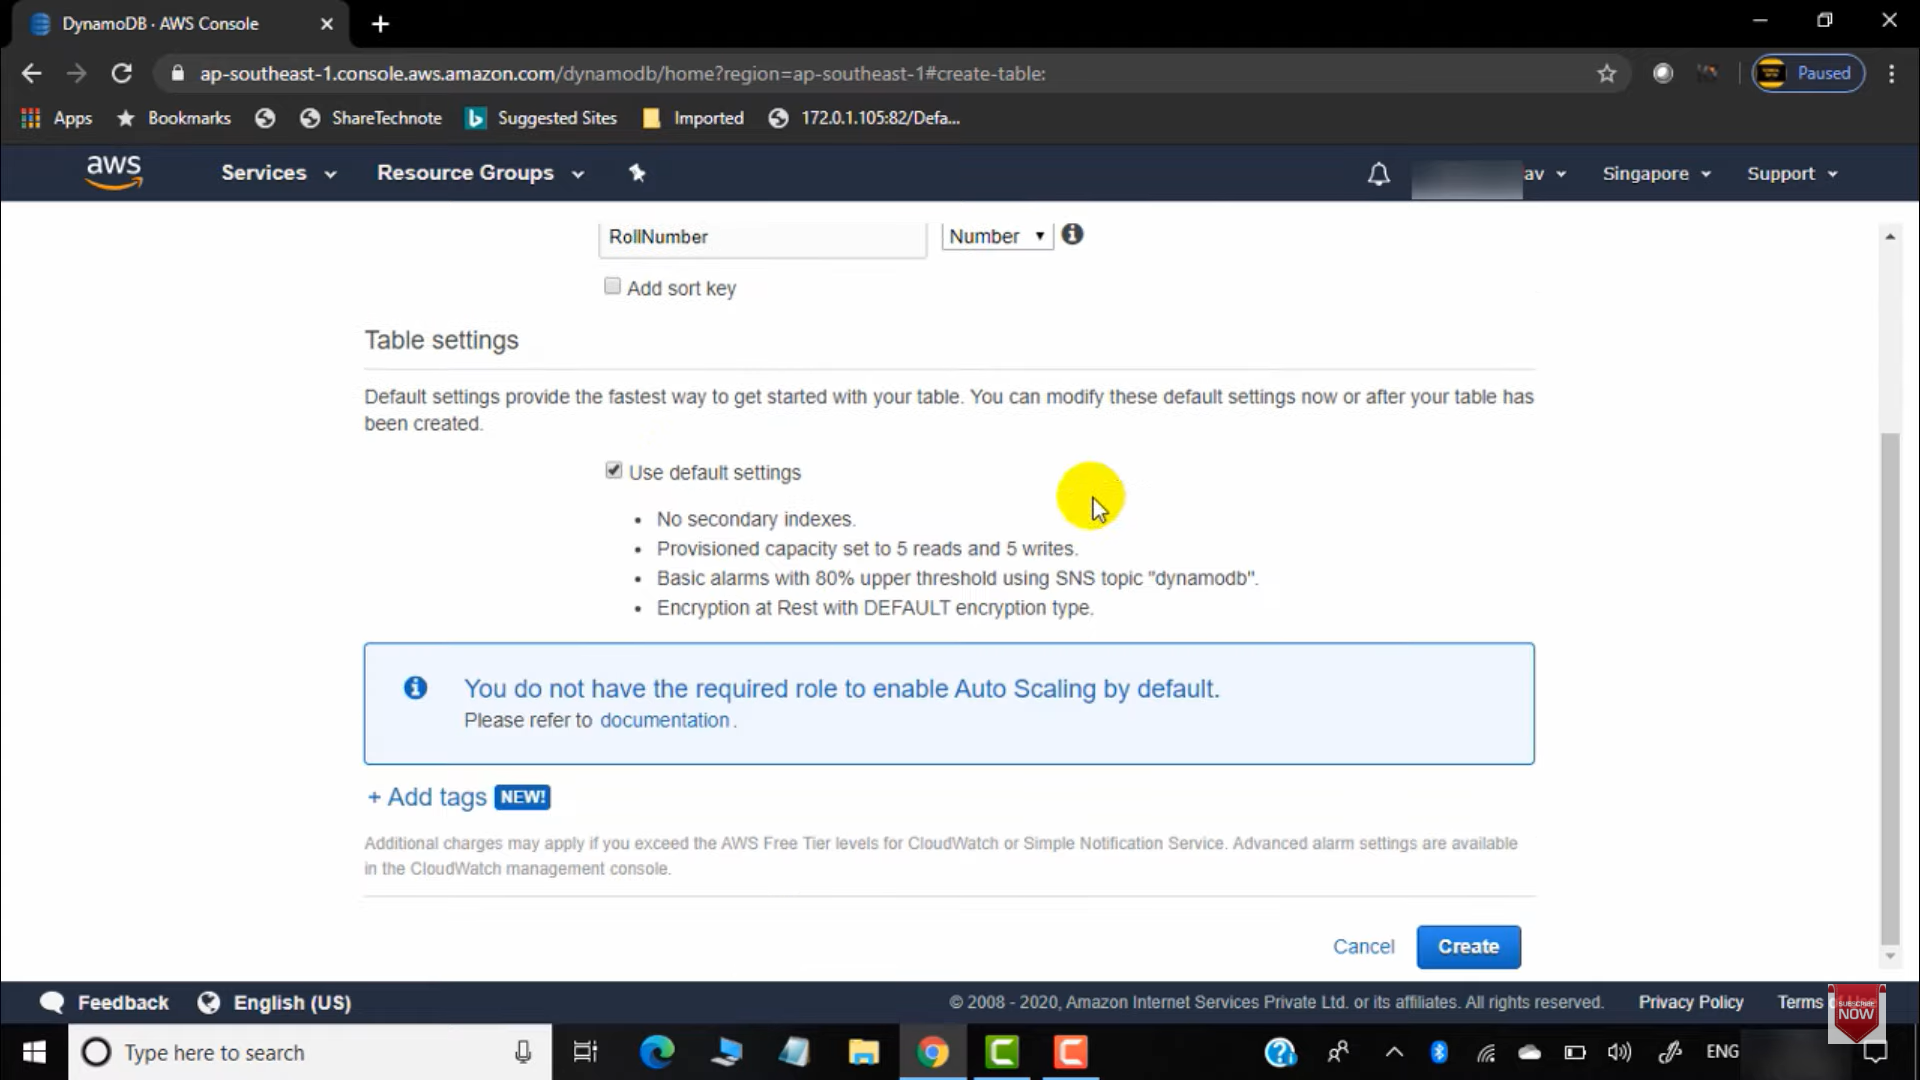 DynamoDB · AWS Console
ap-southeast-1.console.aws.amazon.com/dynamodb/home?region=ap-southeast-1#create-table:
Paused
Apps
Bookmarks
ShareTechnote
Suggested Sites
Imported
172.0.1.105:82/Defa...
aws
Services
Resource Groups
av
Singapore
Support
RollNumber
Number
Add sort key
Table settings
Default settings provide the fastest way to get started with your table. You can modify these default settings now or after your table has
been created.
Use default settings
• No secondary indexes.
• Provisioned capacity set to 5 reads and 5 writes.
• Basic alarms with 80% upper threshold using SNS topic "dynamodb".
• Encryption at Rest with DEFAULT encryption type.
You do not have the required role to enable Auto Scaling by default.
Please refer to documentation.
+ Add tags NEW!
Additional charges may apply if you exceed the AWS Free Tier levels for CloudWatch or Simple Notification Service. Advanced alarm settings are available
in the CloudWatch management console.
Cancel
Create
Feedback
English (US)
© 2008 - 2020, Amazon Internet Services Private Ltd. or its affiliates. All rights reserved.
Privacy Policy
Terms
SUBSCRIBE
NOW
Type here to search
ENG